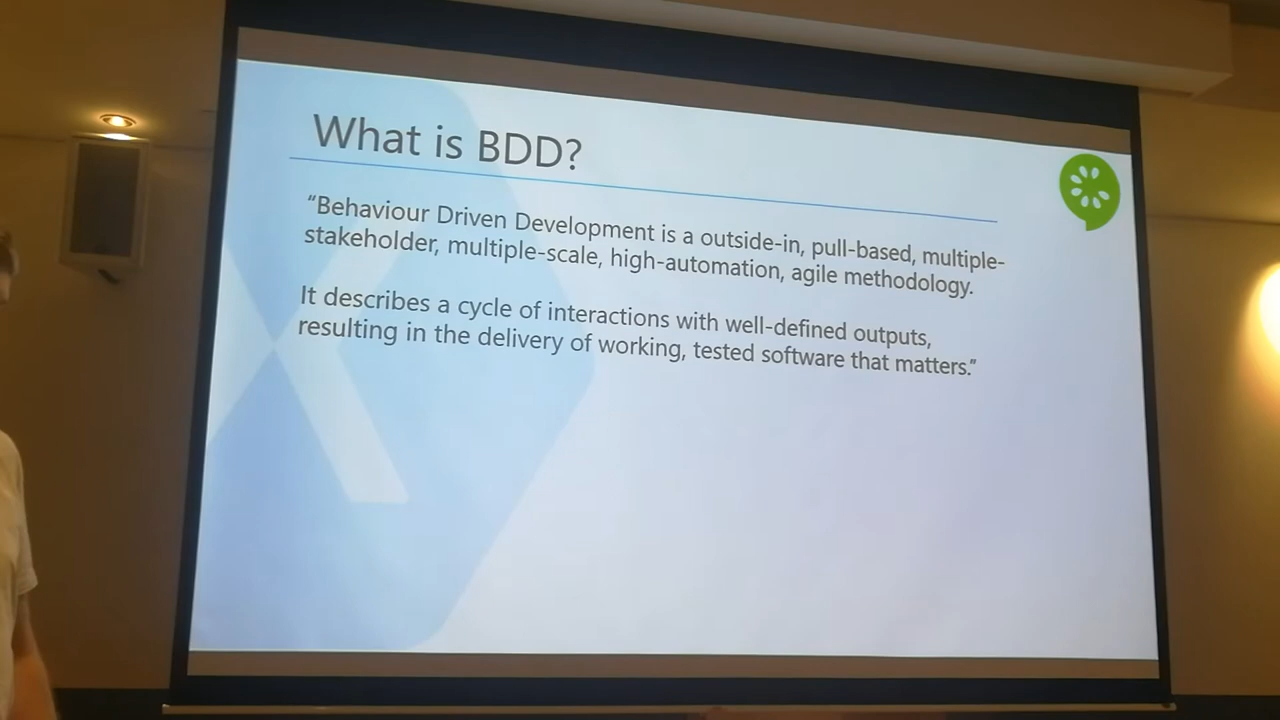 What is BDD?
“Behaviour Driven Development is a outside-in, pull-based, multiple-
stakeholder, multiple-scale, high-automation, agile methodology.
It describes a cycle of interactions with well-defined outputs,
resulting in the delivery of working, tested software that matters.”